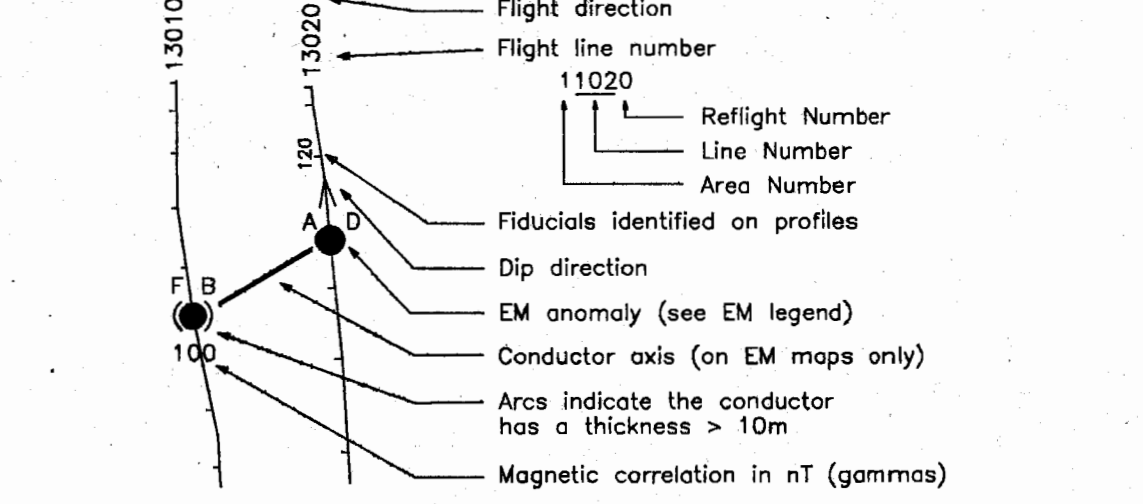 13010
13020
Flight direction
Flight line number
11020
Reflight Number
Line Number
Area Number
120
Fiducials identified on profiles
A D
Dip direction
F B
EM anomaly (see EM legend)
100
Conductor axis (on EM maps only)
Arcs indicate the conductor
has a thickness > 10m
Magnetic correlation in nT (gammas)